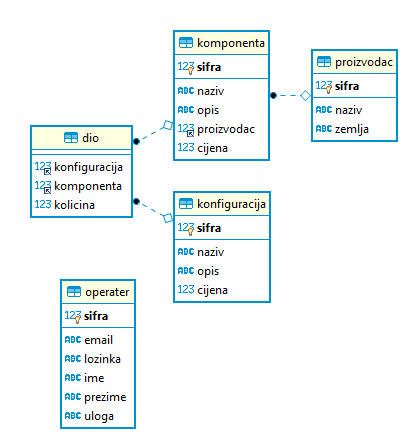 komponenta
123 sifra
ABC naziv
ABC opis
123 proizvodac
123 cijena
proizvodac
123 sifra
ABC naziv
ABC zemlja
dio
123 konfiguracija
123 komponenta
123 kolicina
konfiguracija
123 sifra
ABC naziv
ABC opis
123 cijena
operater
123 sifra
ABC email
ABC lozinka
ABC ime
ABC prezime
ABC uloga